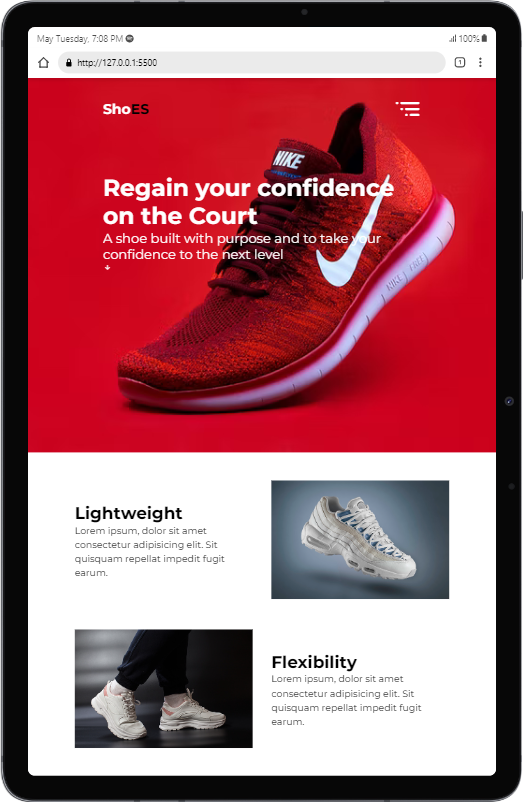 May Tuesday, 7:08 PM
100%
http://127.0.0.1:5500
1
ShoES
NIKE
Regain your confidence
on the Court
A shoe built with purpose and to take your
confidence to the next level
NIKE FREE
Lightweight
Lorem ipsum, dolor sit amet
consectetur adipisicing elit. Sit
quisquam repellat impedit fugit
earum.
Flexibility
Lorem ipsum, dolor sit amet
consectetur adipisicing elit. Sit
quisquam repellat impedit fugit
earum.